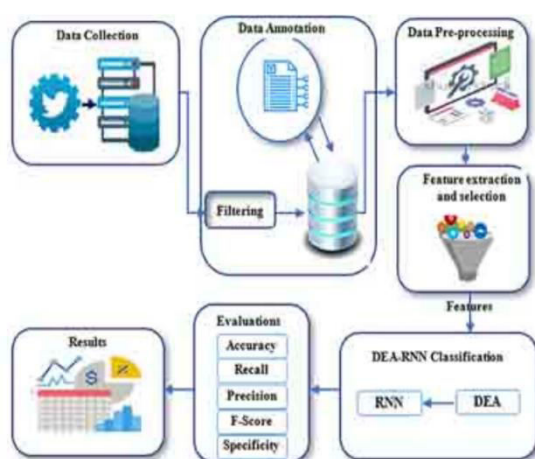 Data Collection
Data Annotation
Filtering
Data Pre-processing
Feature extraction
and selection
Features
DEA-RNN Classification
RNN
DEA
Evaluations
Accuracy
Recall
Precision
F-Score
Specificity
Results
$
%